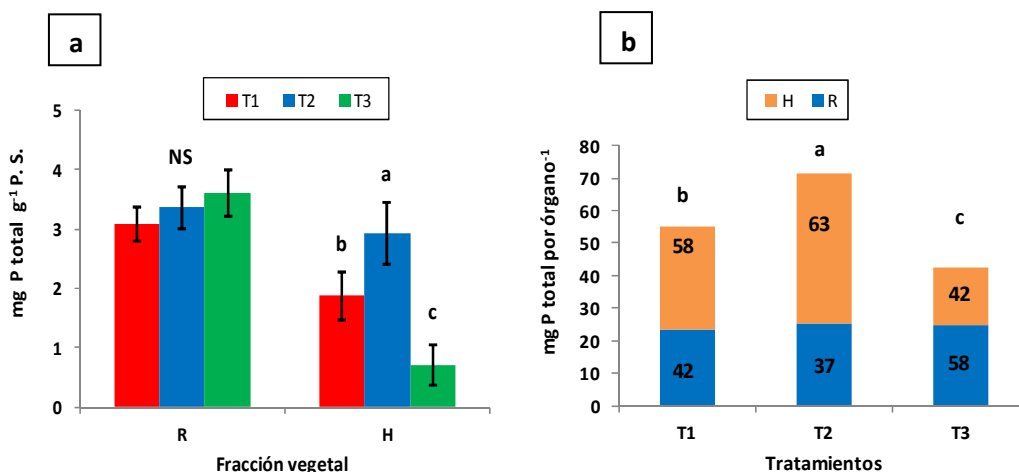 a
T1 T2 T3
mg P total g-1 P. S.
5
4
3
2
1
0
NS
b
a
c
R H
Fracción vegetal
b
H R
mg P total por órgano-1
80
70
60
50
40
30
20
10
0
b
a
c
58
63
42
42
37
58
T1 T2 T3
Tratamientos